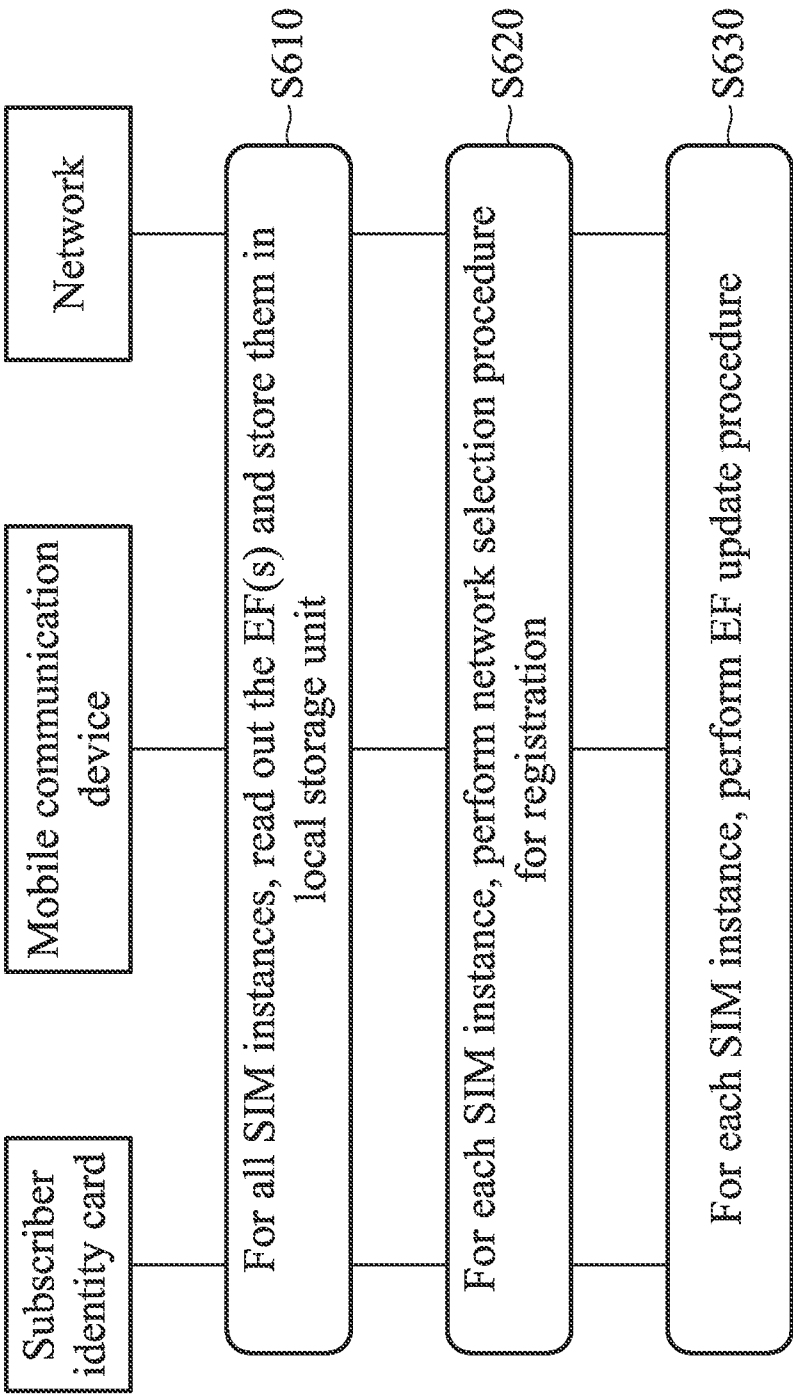 Subscriber
identity card
Mobile communication
device
Network
For all SIM instances, read out the EF(s) and store them in
local storage unit
S610
For each SIM instance, perform network selection procedure
for registration
S620
For each SIM instance, perform EF update procedure
S630